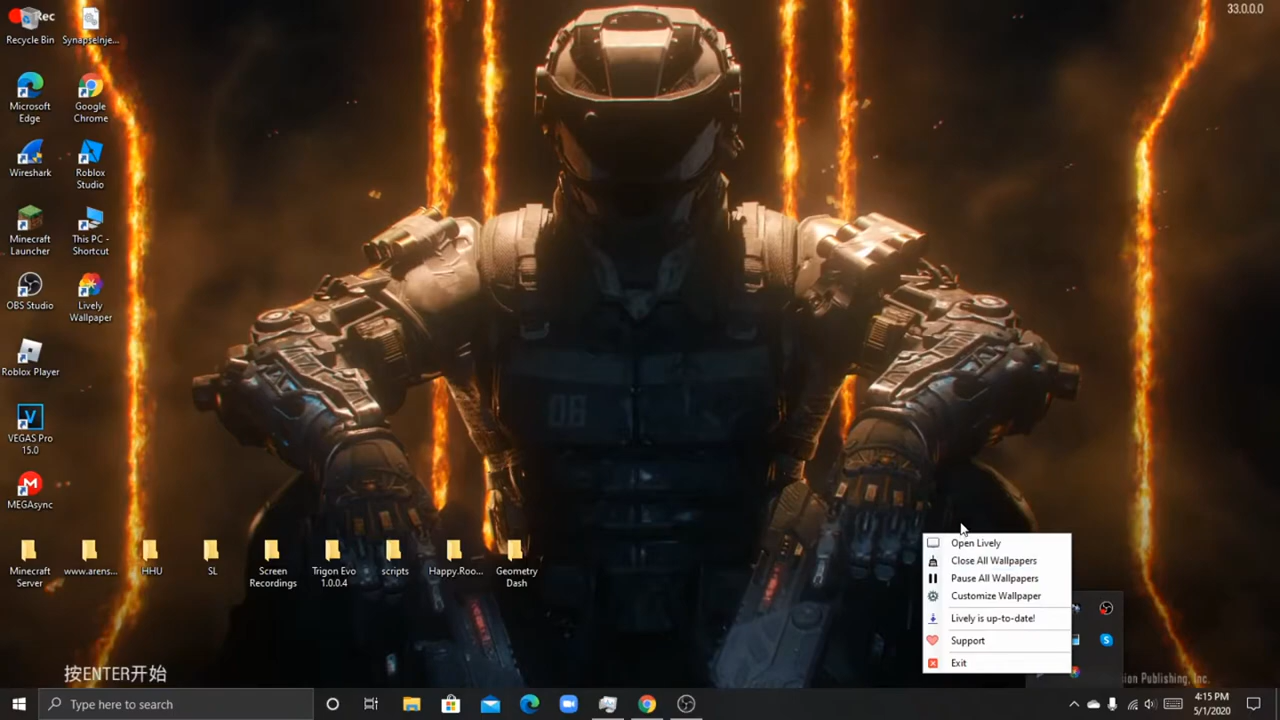 Rec
33.0.0.0
Recycle Bin
SynapseInje...
Microsoft
Edge
Google
Chrome
Wireshark
Roblox
Studio
Minecraft
Launcher
This PC -
Shortcut
OBS Studio
Lively
Wallpaper
Roblox Player
VEGAS Pro
15.0
MEGAsync
08
Minecraft
Server
www.arens...
HHU
SL
Screen
Recordings
Trigon Evo
1.0.0.4
scripts
Happy.Roo...
Geometry
Dash
Open Lively
Close All Wallpapers
Pause All Wallpapers
Customize Wallpaper
Lively is up-to-date!
Support
Exit
按ENTER开始
ion Publishing, Inc.
Type here to search
4:15 PM
5/1/2020